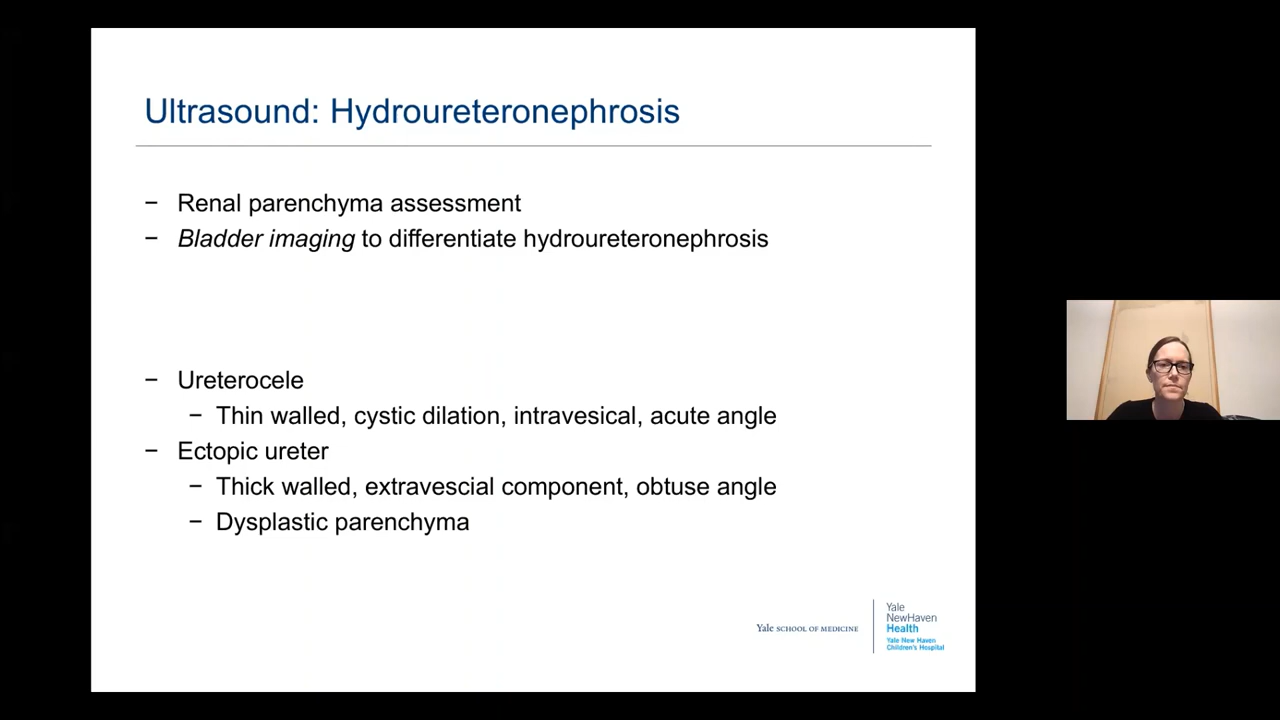 Ultrasound: Hydroureteronephrosis
− Renal parenchyma assessment
− Bladder imaging to differentiate hydroureteronephrosis
− Ureterocele
− Thin walled, cystic dilation, intravesical, acute angle
− Ectopic ureter
− Thick walled, extravescial component, obtuse angle
− Dysplastic parenchyma
Yale SCHOOL OF MEDICINE
Yale
NewHaven
Health
Yale New Haven
Children's Hospital